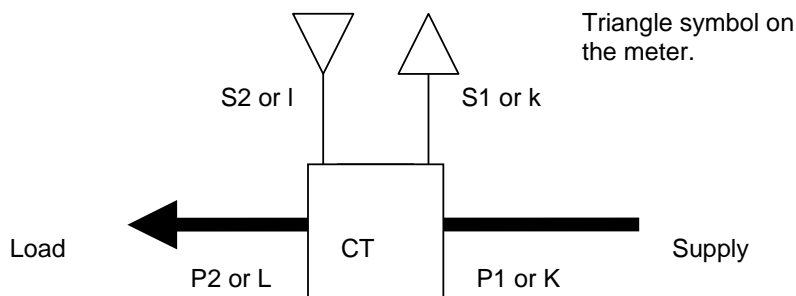 Triangle symbol on
the meter.
S2 or l
S1 or k
Load
CT
Supply
P2 or L
P1 or K